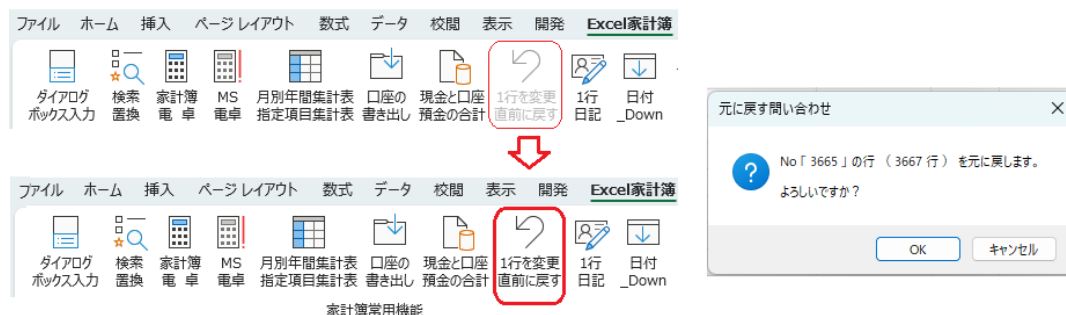 ファイル ホーム 挿入 ページ レイアウト 数式 データ 校閲 表示 開発 Excel家計簿
ダイアログ 検索 家計簿 MS 月別年間集計表 口座の 現金と口座 1行を変更 1行 日付
ボックス入力 置換 電 卓 電卓 指定項目集計表 書き出し 預金の合計 直前に戻す 日記 _Down
ファイル ホーム 挿入 ページ レイアウト 数式 データ 校閲 表示 開発 Excel家計簿
ダイアログ 検索 家計簿 MS 月別年間集計表 口座の 現金と口座 1行を変更 1行 日付
ボックス入力 置換 電 卓 電卓 指定項目集計表 書き出し 預金の合計 直前に戻す 日記 _Down
家計簿常用機能
元に戻す問い合わせ
No「 3665 」の行 （ 3667 行 ） を元に戻します。
よろしいですか？
OK キャンセル